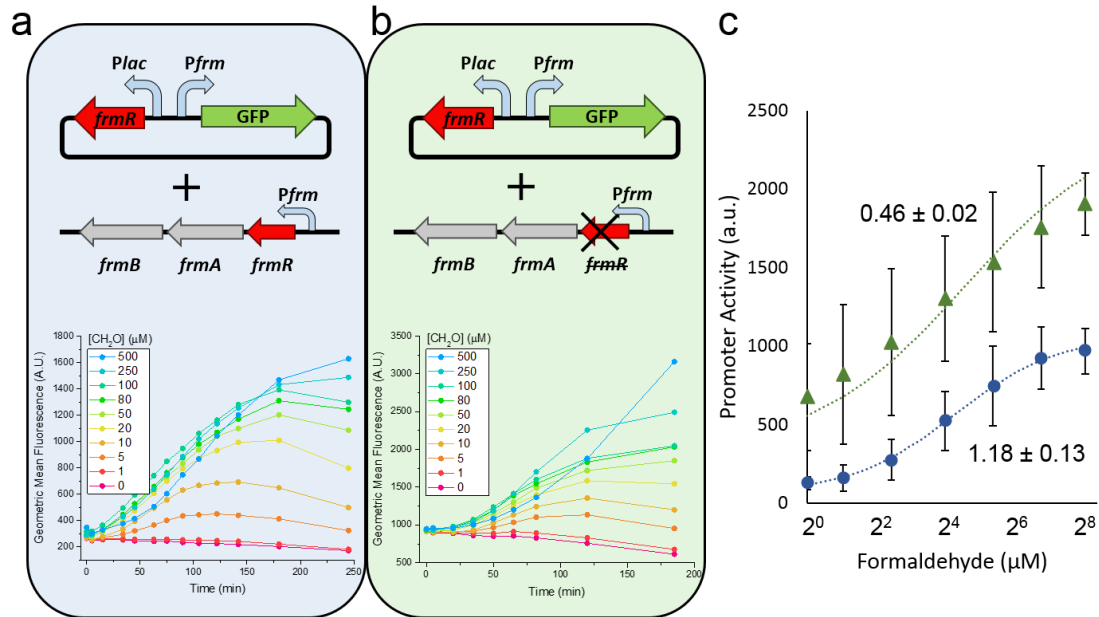 a
Plac
Pfrm
frmR
GFP
+
Pfrm
frmB
frmA
frmR
[CH2O] (µM)
500
250
100
80
50
20
10
5
1
0
1800
1600
1400
1200
1000
800
600
400
200
Geometric Mean Fluorescence (A.U.)
0
50
100
150
200
250
Time (min)
b
Plac
Pfrm
frmR
GFP
+
Pfrm
frmB
frmA
frmR
[CH2O] (µM)
500
250
100
80
50
20
10
5
1
0
3500
3000
2500
2000
1500
1000
500
Geometric Mean Fluorescence (A.U.)
0
50
100
150
200
Time (min)
c
2500
2000
1500
1000
500
0
Promoter Activity (a.u.)
0.46 ± 0.02
1.18 ± 0.13
2^0
2^2
2^4
2^6
2^8
Formaldehyde (µM)